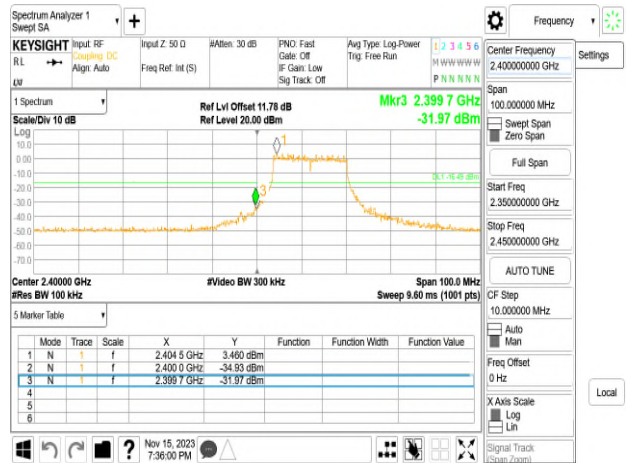 Spectrum Analyzer 1
Swept SA
+
Frequency
KEYSIGHT
RL
Input: RF
Coupling: DC
Align: Auto
Input Z: 50 Ω
Freq Ref: Int (S)
#Atten: 30 dB
PNO: Fast
Gate: Off
IF Gain: Low
Sig Track: Off
Avg Type: Log-Power
Trig: Free Run
1 2 3 4 5 6
M W W W W W
P N N N N N
Center Frequency
2.400000000 GHz
Settings
Span
100.000000 MHz
Swept Span
Zero Span
Full Span
Start Freq
2.350000000 GHz
Stop Freq
2.450000000 GHz
AUTO TUNE
CF Step
10.000000 MHz
Auto
Man
Freq Offset
0 Hz
X Axis Scale
Log
Lin
Signal Track
(Span Zoom)
Local
1 Spectrum
Scale/Div 10 dB
Ref Lvl Offset 11.78 dB
Ref Level 20.00 dBm
Mkr3 2.399 7 GHz
-31.97 dBm
Log
10.0
0.00
-10.0
-20.0
-30.0
-40.0
-50.0
-60.0
-70.0
1
3
DL1 -16.49 dBm
Center 2.40000 GHz
#Video BW 300 kHz
Span 100.0 MHz
#Res BW 100 kHz
Sweep 9.60 ms (1001 pts)
5 Marker Table
Mode Trace Scale X Y Function Function Width Function Value
1 N 1 f 2.404 5 GHz 3.460 dBm
2 N 1 f 2.400 0 GHz -34.93 dBm
3 N 1 f 2.399 7 GHz -31.97 dBm
4
5
6
?
Nov 15, 2023
7:36:00 PM